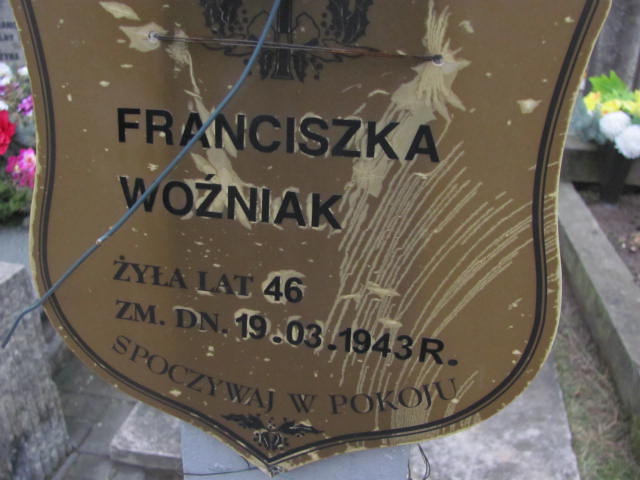 FRANCISZKA
WOŹNIAK
ŻYŁA LAT 46
ZM. DN. 19.03.1943 R.
SPOCZYWAJ W POKOJU